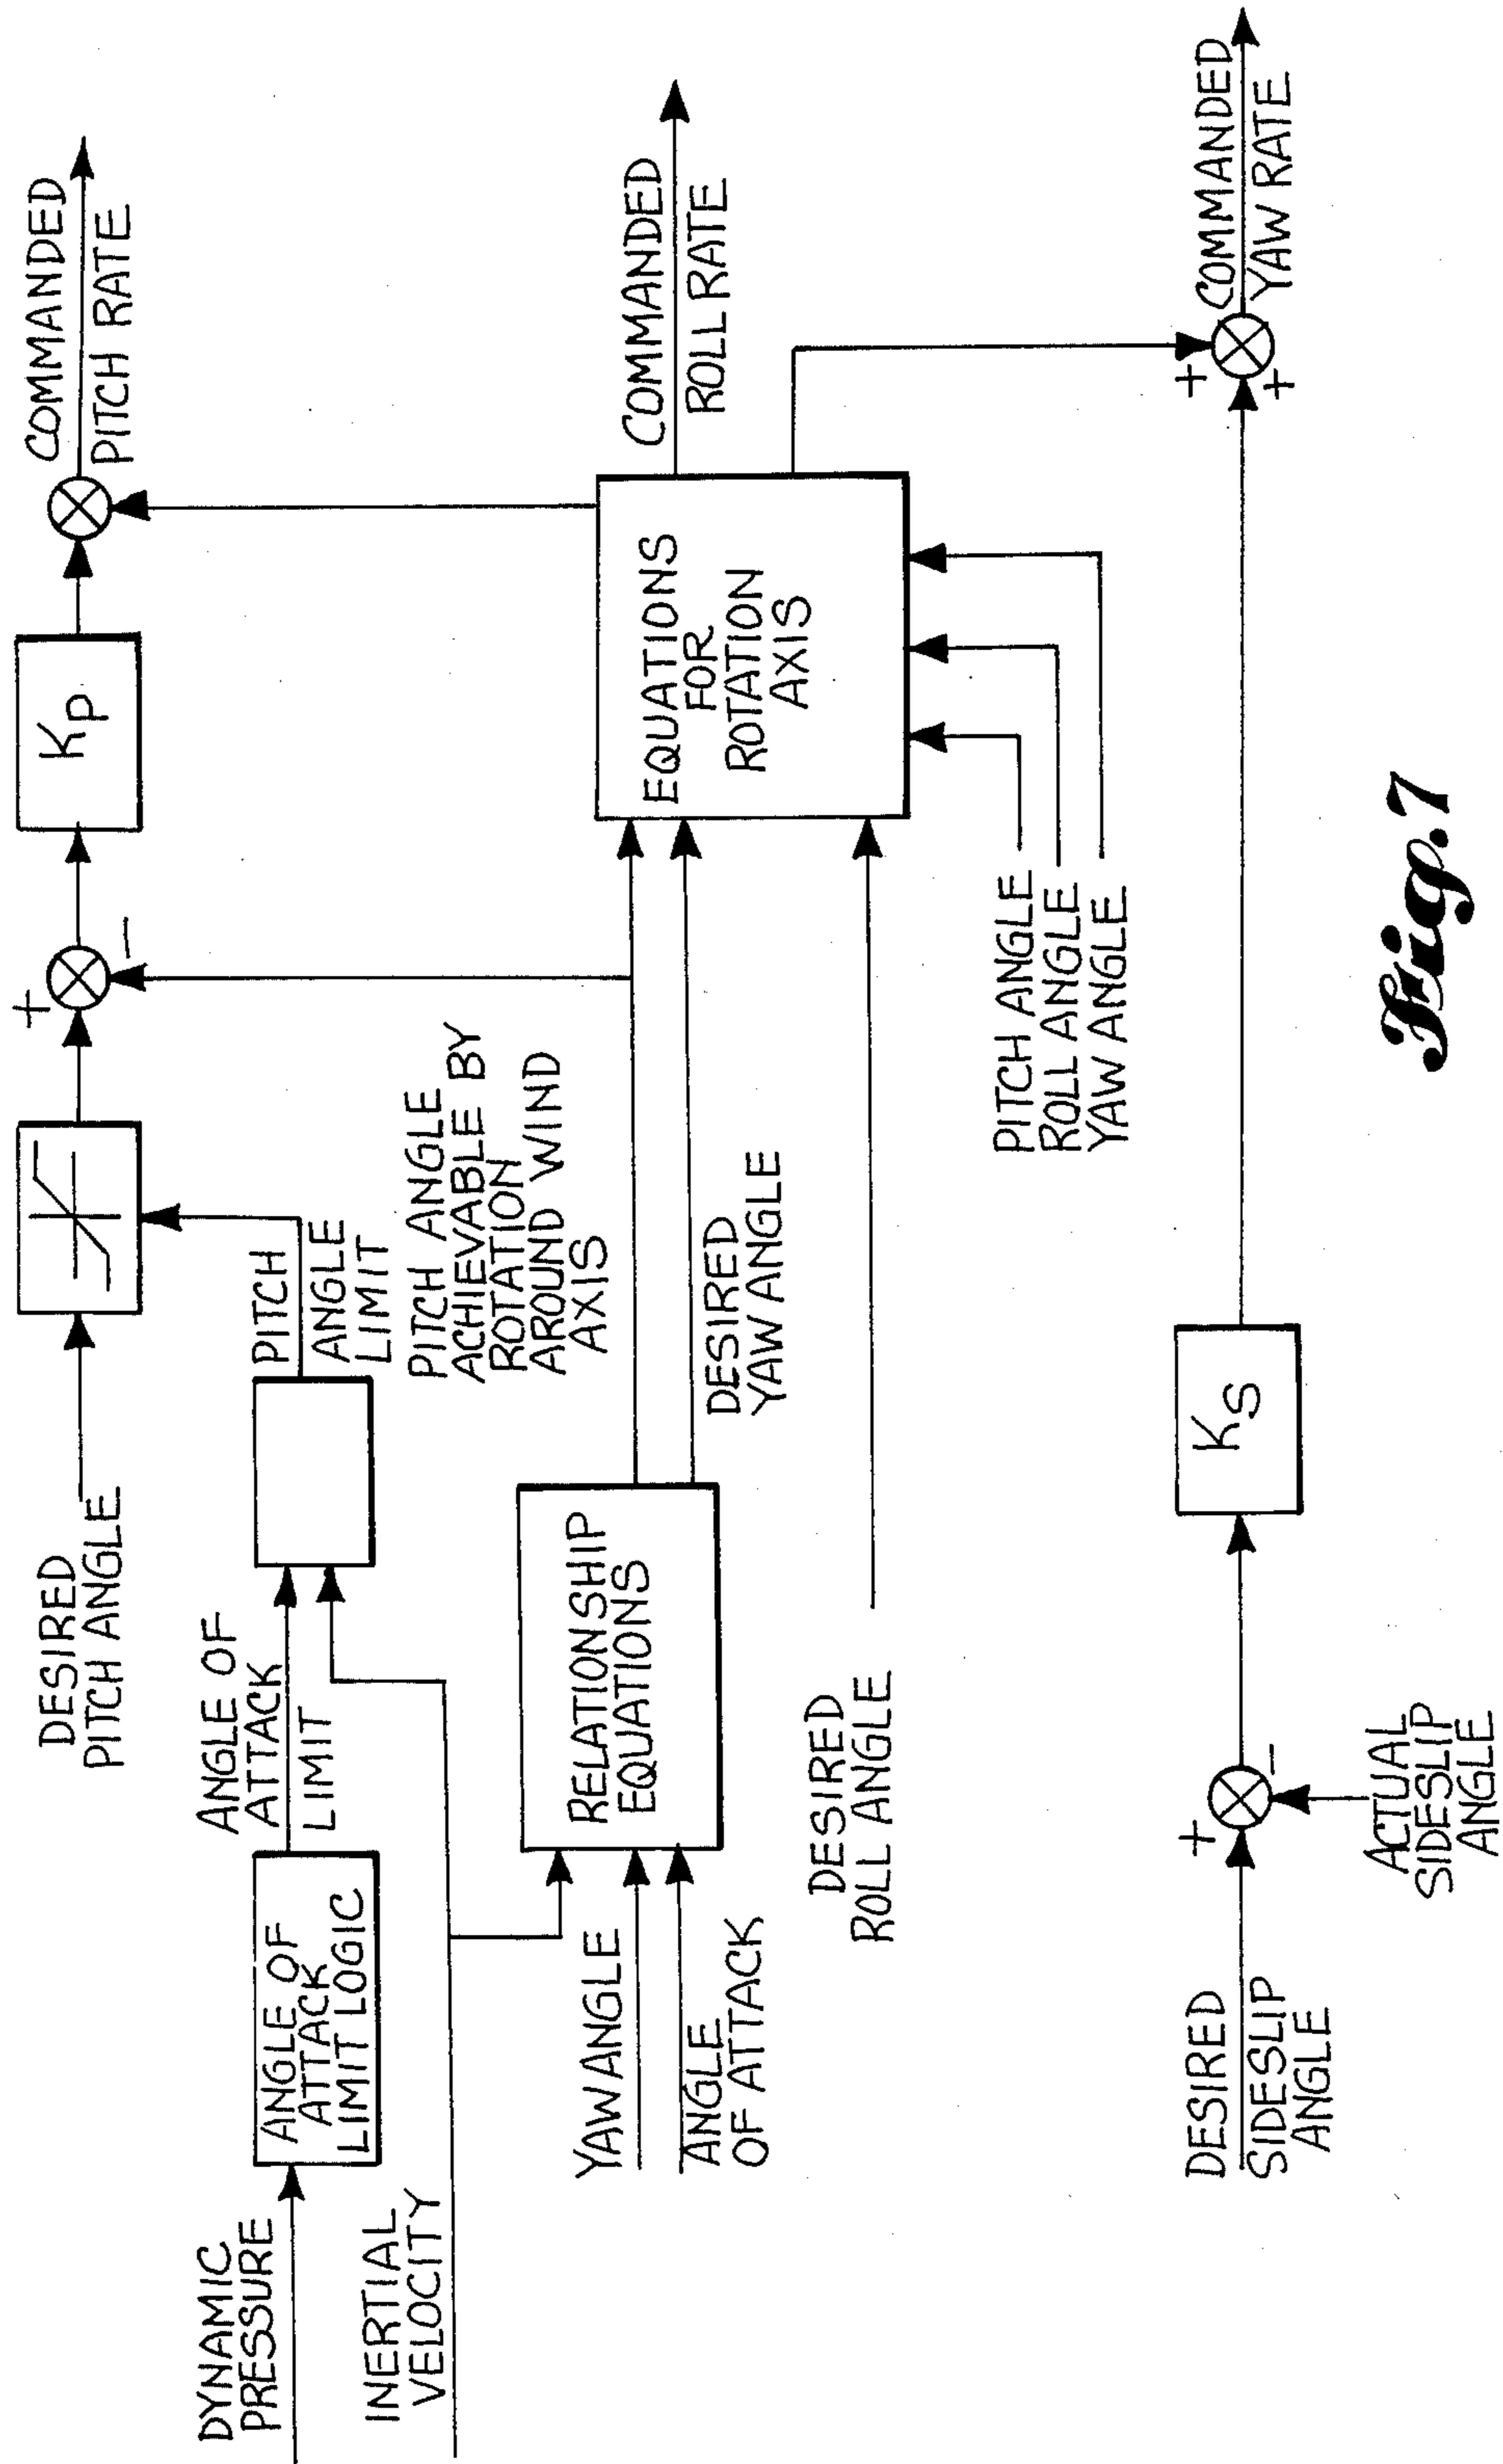 DESIRED
PITCH ANGLE
+
-
K P
COMMANDED
PITCH RATE
DYNAMIC
PRESSURE
ANGLE OF
ATTACK
LIMIT LOGIC
ANGLE OF
ATTACK
LIMIT
PITCH
ANGLE
LIMIT
INERTIAL
VELOCITY
PITCH ANGLE
ACHIEVABLE BY
ROTATION
AROUND WIND
AXIS
YAW ANGLE
ANGLE
OF ATTACK
RELATIONSHIP
EQUATIONS
DESIRED
YAW ANGLE
EQUATIONS
FOR
ROTATION
AXIS
COMMANDED
ROLL RATE
DESIRED
ROLL ANGLE
PITCH ANGLE
ROLL ANGLE
YAW ANGLE
DESIRED
SIDESLIP
ANGLE
+
-
ACTUAL
SIDESLIP
ANGLE
K S
+
+
COMMANDED
YAW RATE
Fig. 7